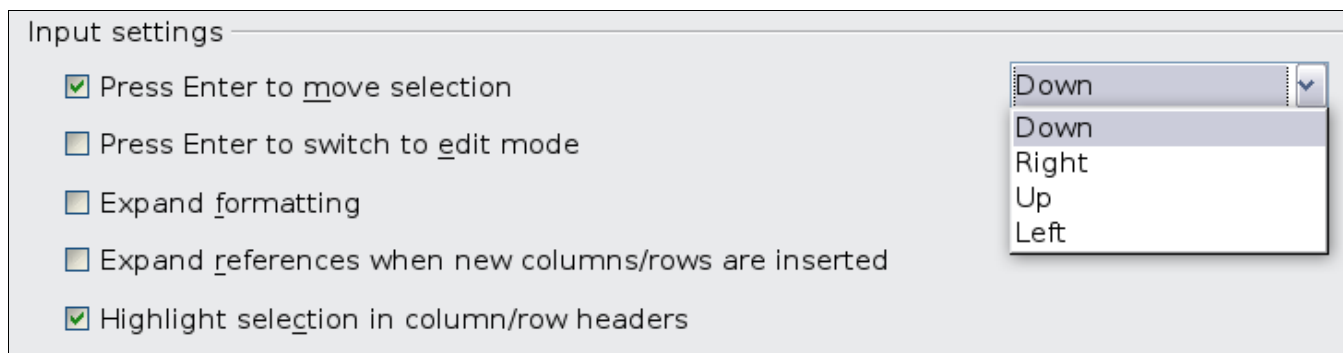 Input settings
Press Enter to move selection
Down
Down
Press Enter to switch to edit mode
Right
Expand formatting
Up
Left
Expand references when new columns/rows are inserted
Highlight selection in column/row headers